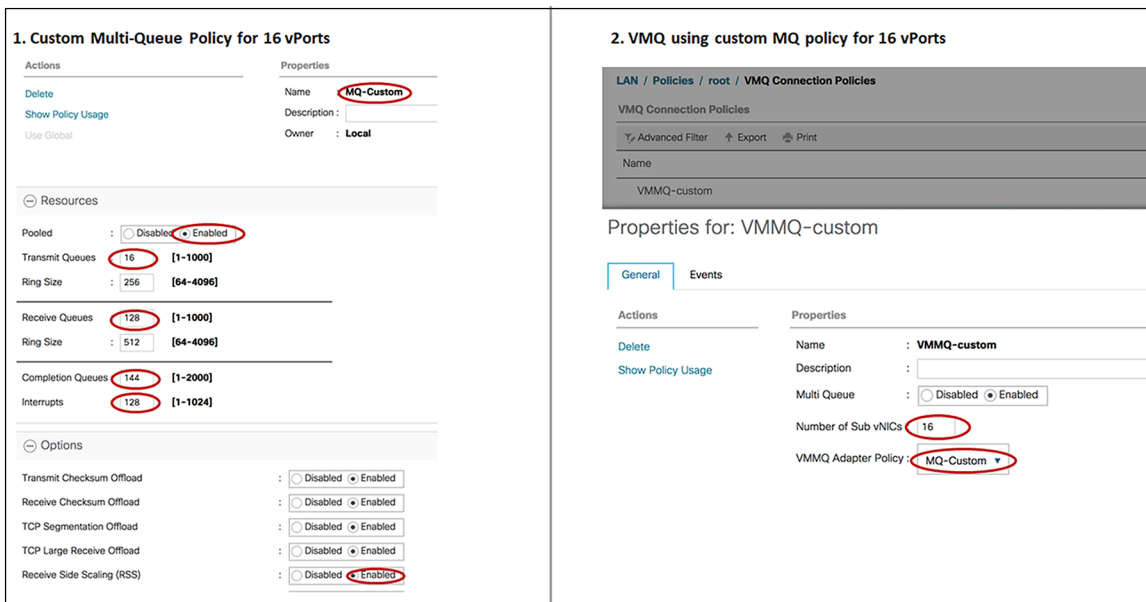 1. Custom Multi-Queue Policy for 16 vPorts
Actions
Delete
Show Policy Usage
Use Global
Properties
Name : MQ-Custom
Description :
Owner : Local
Resources
Pooled : Disabled Enabled
Transmit Queues : 16 [1-1000]
Ring Size : 256 [64-4096]
Receive Queues : 128 [1-1000]
Ring Size : 512 [64-4096]
Completion Queues : 144 [1-2000]
Interrupts : 128 [1-1024]
Options
Transmit Checksum Offload : Disabled Enabled
Receive Checksum Offload : Disabled Enabled
TCP Segmentation Offload : Disabled Enabled
TCP Large Receive Offload : Disabled Enabled
Receive Side Scaling (RSS) : Disabled Enabled
2. VMQ using custom MQ policy for 16 vPorts
LAN / Policies / root / VMQ Connection Policies
VMQ Connection Policies
Advanced Filter Export Print
Name
VMMQ-custom
Properties for: VMMQ-custom
General Events
Actions
Delete
Show Policy Usage
Properties
Name : VMMQ-custom
Description :
Multi Queue : Disabled Enabled
Number of Sub vNICs : 16
VMMQ Adapter Policy : MQ-Custom